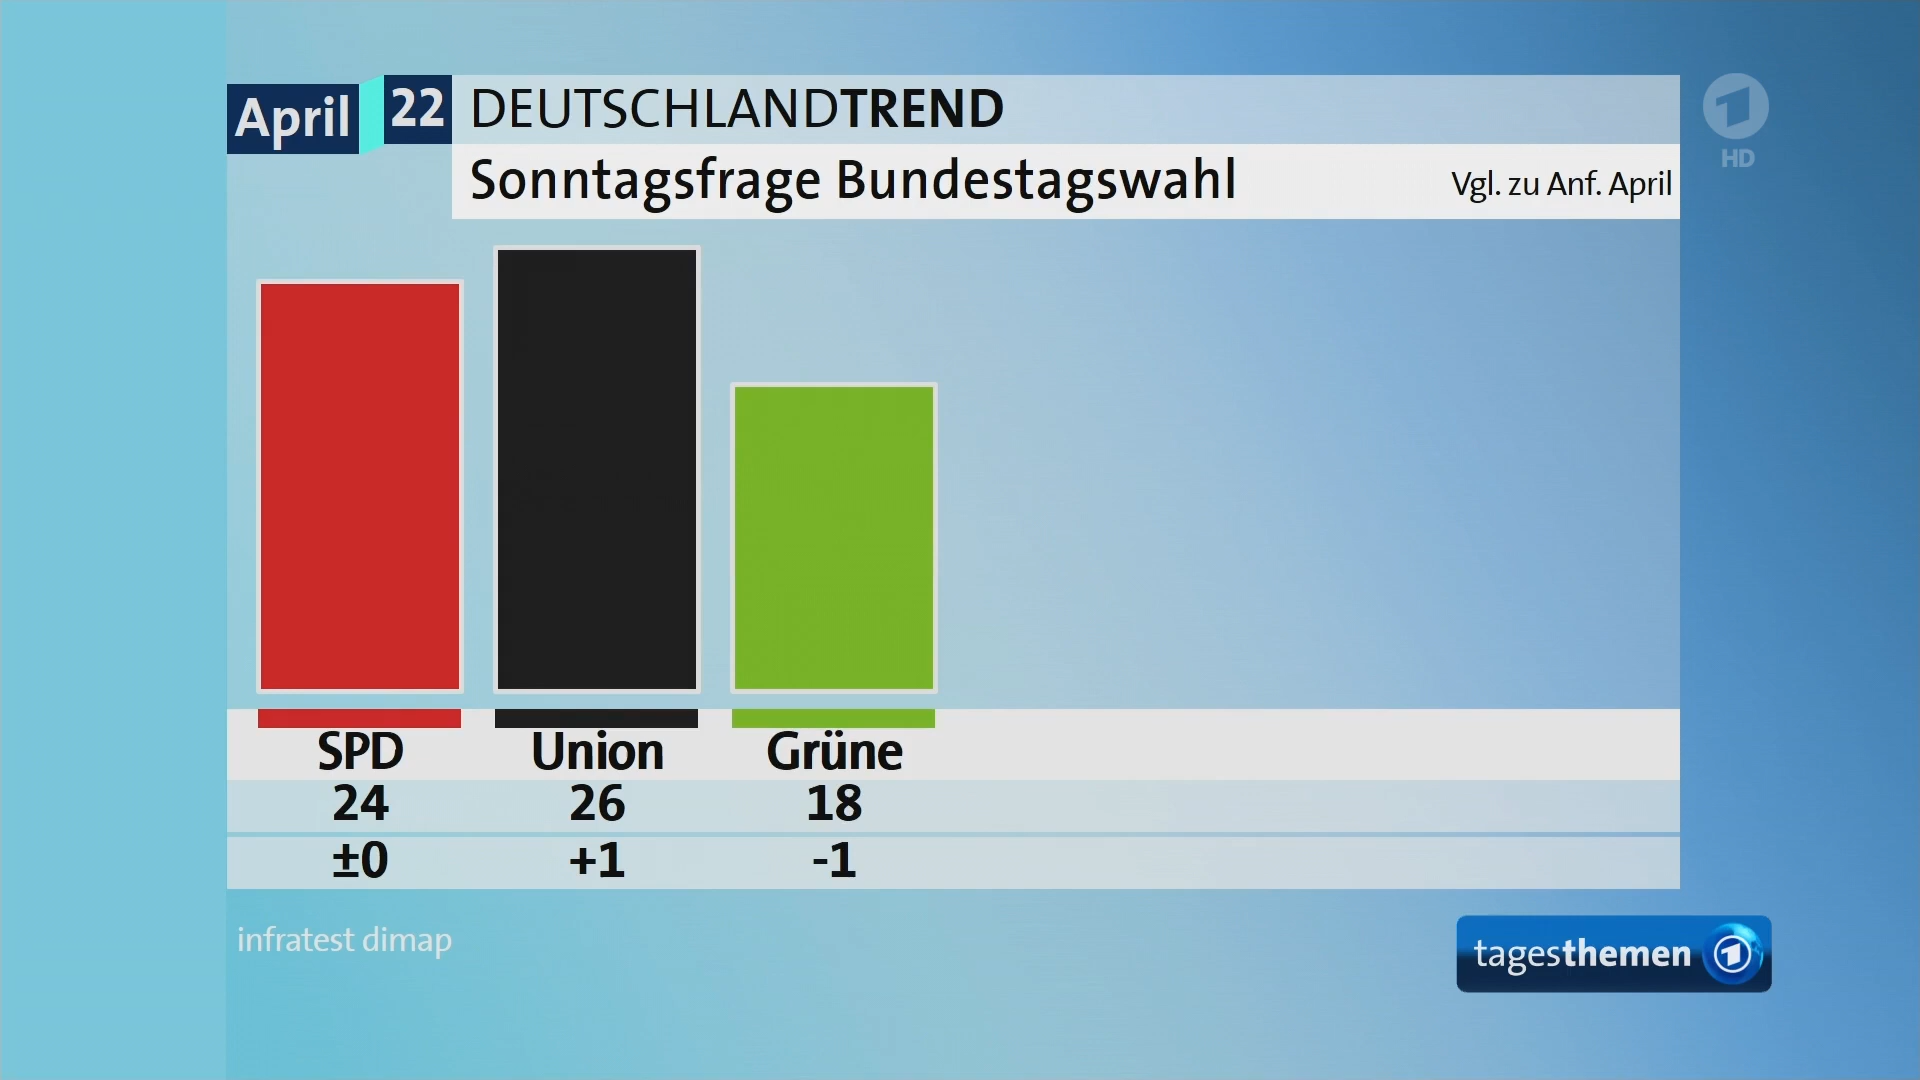 April 22 DEUTSCHLANDTREND
Sonntagsfrage Bundestagswahl Vgl. zu Anf. April
HD
SPD Union Grüne
24 26 18
±0 +1 -1
infratest dimap
tagesthemen